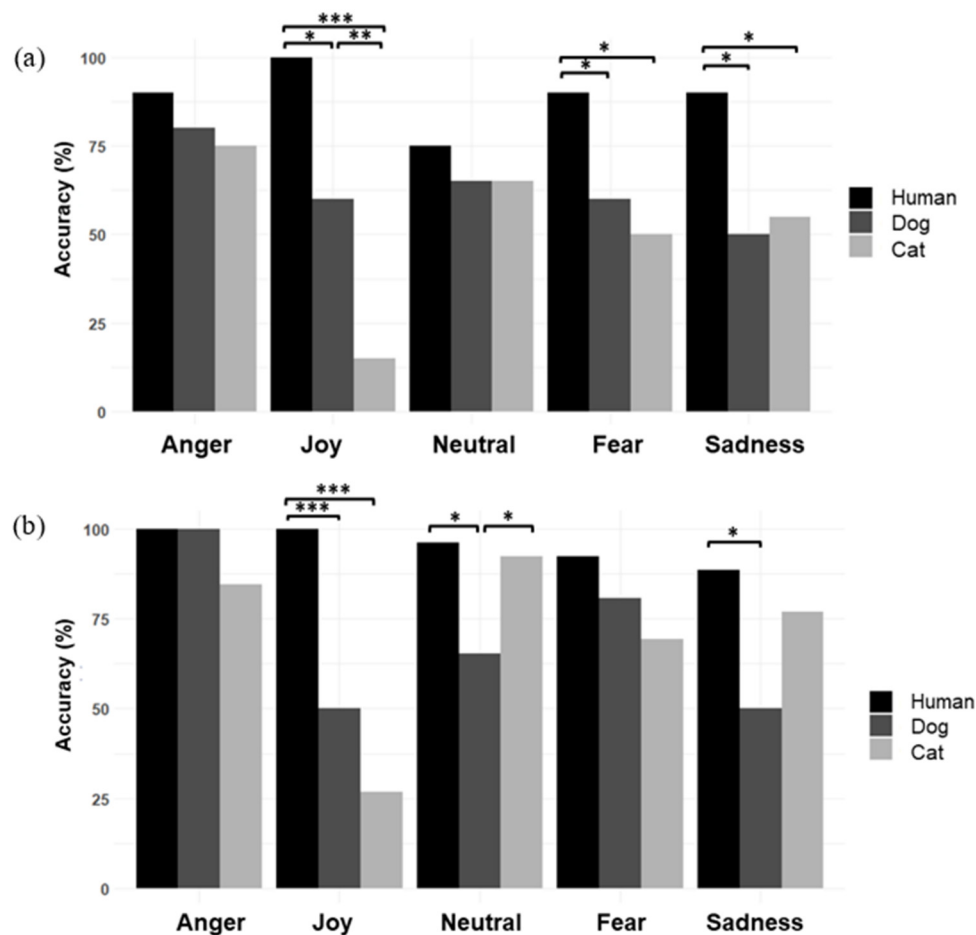 (a)
***
* **
*
*
*
*
Accuracy (%)
100
75
50
25
0
Anger Joy Neutral Fear Sadness
Human
Dog
Cat
(b)
***
***
* *
*
Accuracy (%)
100
75
50
25
0
Anger Joy Neutral Fear Sadness
Human
Dog
Cat